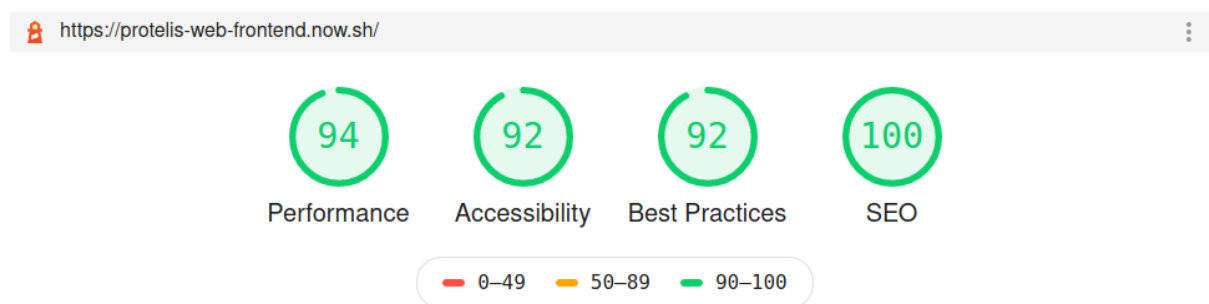 https://protelis-web-frontend.now.sh/
94 92 92 100
Performance Accessibility Best Practices SEO
0–49 50–89 90–100